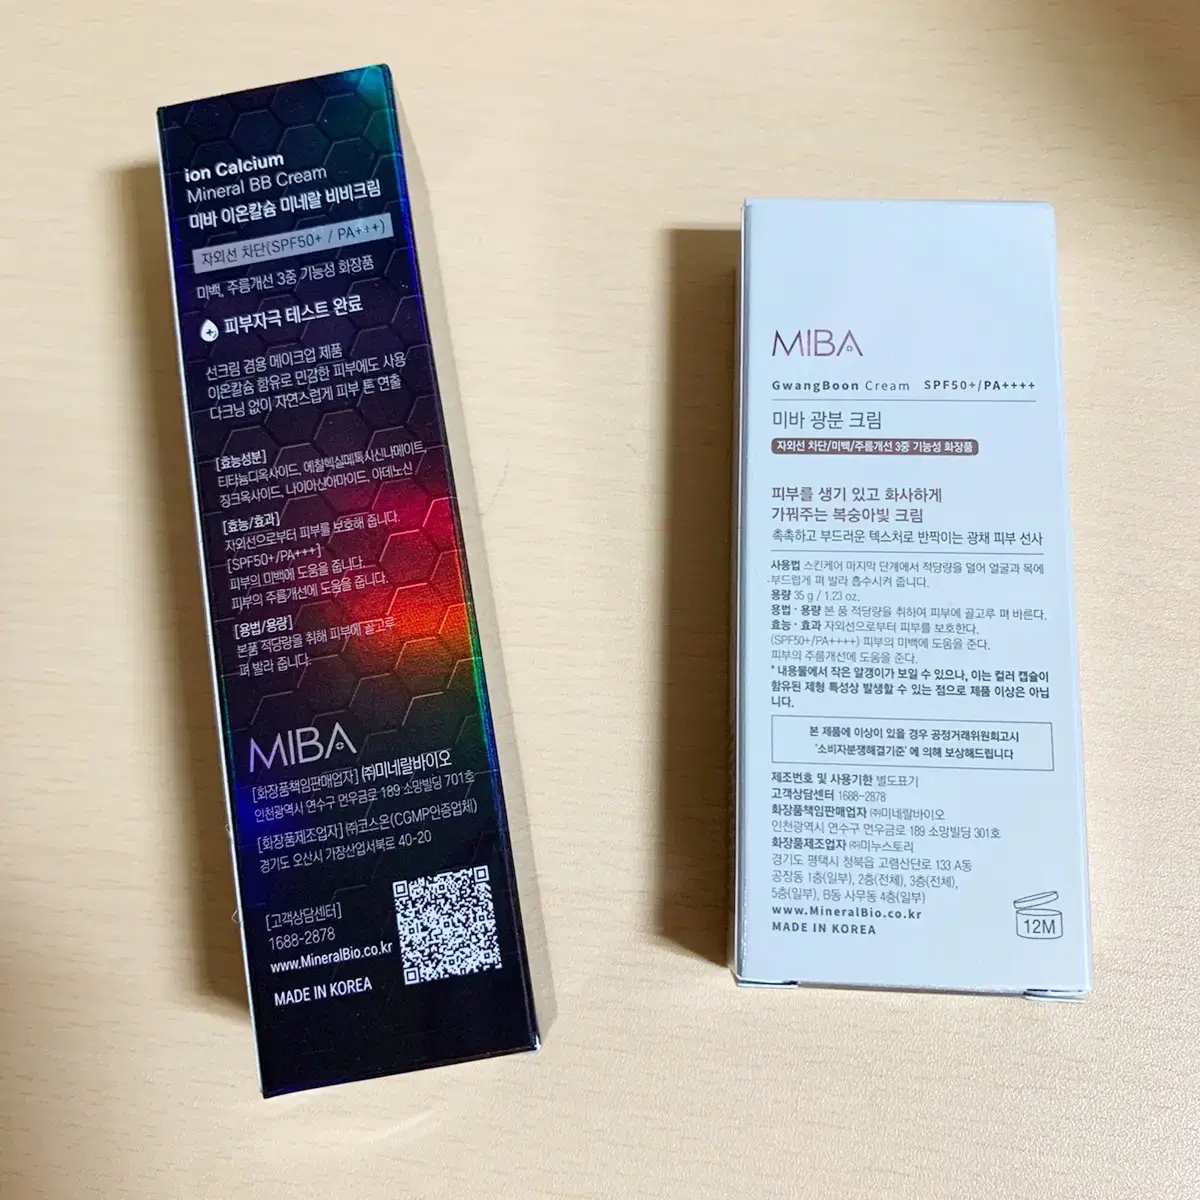 ion Calcium
Mineral BB Cream
미바 이온칼슘 미네랄 비비크림
자외선 차단(SPF50+ / PA+++)
미백, 주름개선 3중 기능성 화장품
피부자극 테스트 완료
선크림 겸용 메이크업 제품
이온칼슘 함유로 민감한 피부에도 사용
다크닝 없이 자연스럽게 피부 톤 연출
[효능성분]
티타늄디옥사이드, 에칠헥실메톡시신나메이트
징크옥사이드, 나이아신아마이드, 아데노신
[효능/효과]
자외선으로부터 피부를 보호해 줍니다.
[SPF50+/PA+++]
피부의 미백에 도움을 줍니다.
피부의 주름개선에 도움을 줍니다.
[용법/용량]
본품 적당량을 취해 피부에 골고루
펴 발라 줍니다.
MIBA
[화장품책임판매업자] ㈜미네랄바이오
인천광역시 연수구 먼우금로 189 소망빌딩 701호
[화장품제조업자] ㈜코스온(CGMP인증업체)
경기도 오산시 가장산업서북로 40-20
[고객상담센터]
1688-2878
www.MineralBio.co.kr
MADE IN KOREA
MIBA
GwangBoon Cream SPF50+/PA++++
미바 광분 크림
자외선 차단/미백/주름개선 3중 기능성 화장품
피부를 생기 있고 화사하게
가꿔주는 복숭아빛 크림
촉촉하고 부드러운 텍스처로 반짝이는 광채 피부 선사
사용법 스킨케어 마지막 단계에서 적당량을 덜어 얼굴과 목에
부드럽게 펴 발라 흡수시켜 줍니다.
용량 35 g / 1.23 oz.
용법 · 용량 본 품 적당량을 취하여 피부에 골고루 펴 바른다.
효능 · 효과 자외선으로부터 피부를 보호한다.
(SPF50+/PA++++) 피부의 미백에 도움을 준다.
피부의 주름개선에 도움을 준다.
* 내용물에서 작은 알갱이가 보일 수 있으나, 이는 컬러 캡슐이
함유된 제형 특성상 발생할 수 있는 점으로 제품 이상은 아닙
니다.
본 제품에 이상이 있을 경우 공정거래위원회고시
'소비자분쟁해결기준' 에 의해 보상해드립니다
제조번호 및 사용기한 별도표기
고객상담센터 1688-2878
화장품책임판매업자 ㈜미네랄바이오
인천광역시 연수구 먼우금로 189 소망빌딩 301호
화장품제조업자 ㈜미누스토리
경기도 평택시 청북읍 고렴산단로 133 A동
공장동 1층(일부), 2층(전체), 3층(전체),
5층(일부), B동 사무동 4층(일부)
www.MineralBio.co.kr
MADE IN KOREA
12M